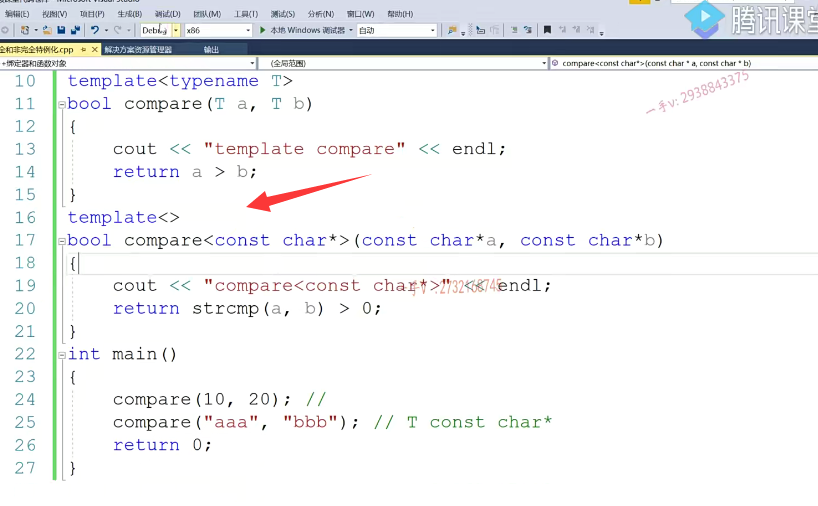 Microsoft Visual Studio
编辑(E) 视图(V) 项目(P) 生成(B) 调试(D) 团队(M) 工具(T) 测试(S) 分析(N) 窗口(W) 帮助(H)
Debug x86 本地 Windows 调试器 自动
腾讯课堂
全和非完全特例化.cpp 解决方案资源管理器 输出
绑定器和函数对象 (全局范围) compare<const char*>(const char * a, const char * b)
一手v: 2938843375
10 template<typename T>
11 bool compare(T a, T b)
12 {
13 cout << "template compare" << endl;
14 return a > b;
15 }
16 template<>
17 bool compare<const char*>(const char*a, const char*b)
18 {
19 cout << "compare<const char*>" << endl;
20 return strcmp(a, b) > 0;
21 }
22 int main()
23 {
24 compare(10, 20); //
25 compare("aaa", "bbb"); // T const char*
26 return 0;
27 }